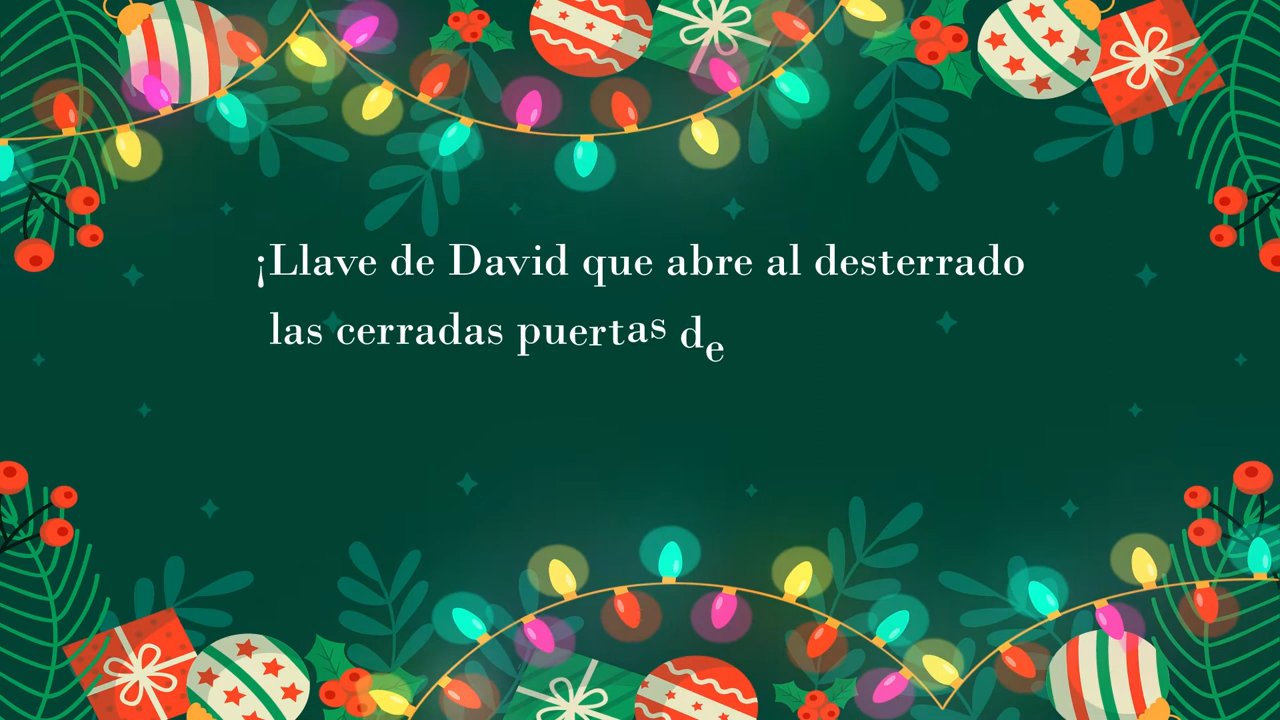 ¡Llave de David que abre al desterrado
las cerradas puertas de